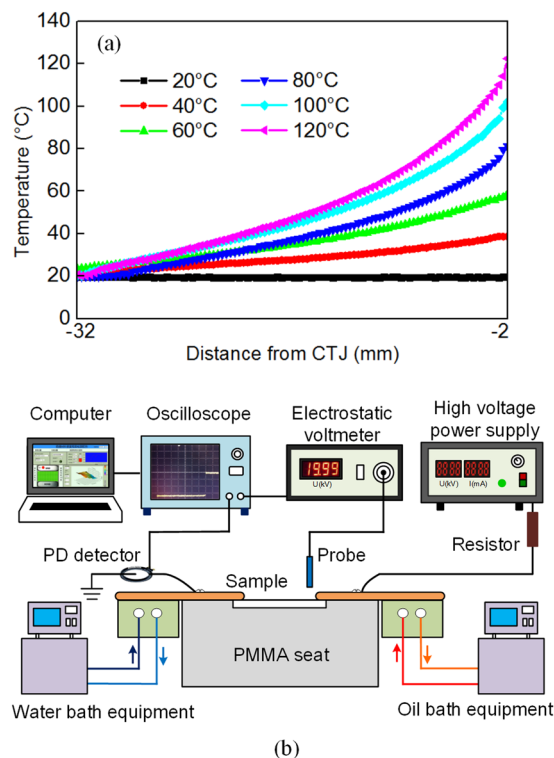 (a)
140
120
100
80
60
40
20
0
Temperature (°C)
20°C
40°C
60°C
80°C
100°C
120°C
-32
-2
Distance from CTJ (mm)
Computer
Oscilloscope
Electrostatic
voltmeter
High voltage
power supply
19.99
U(kV)
8888 8888
U(kV) I(mA)
PD detector
Sample
Probe
Resistor
PMMA seat
Water bath equipment
Oil bath equipment
(b)